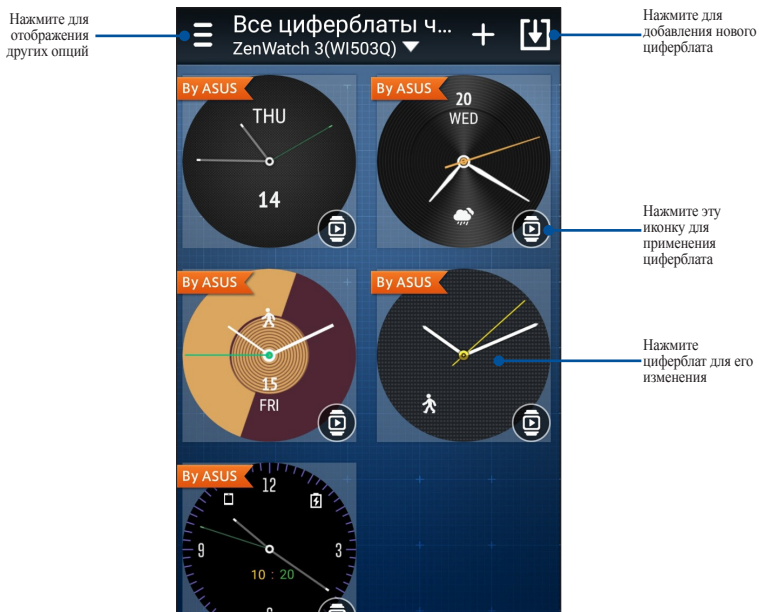 Нажмите для
отображения
других опций
Все циферблаты ч...
ZenWatch 3(WI503Q)
Нажмите для
добавления нового
циферблата
By ASUS
THU
14
By ASUS
20
WED
Нажмите эту
иконку для
применения
циферблата
By ASUS
15
FRI
By ASUS
Нажмите
циферблат для его
изменения
By ASUS
12
9
3
10 : 20